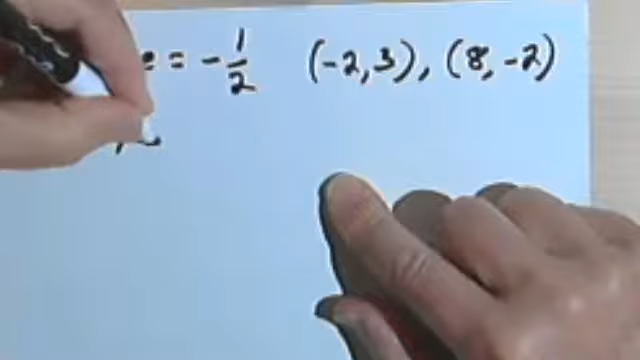 = -1/2 (-2,3), (8,-2)